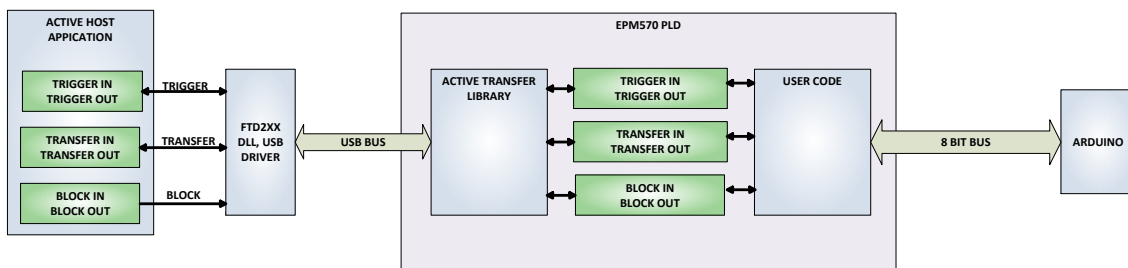 ACTIVE HOST
APPICATION
TRIGGER IN
TRIGGER OUT
TRANSFER IN
TRANSFER OUT
BLOCK IN
BLOCK OUT
TRIGGER
TRANSFER
BLOCK
FTD2XX
DLL, USB
DRIVER
USB BUS
EPM570 PLD
ACTIVE TRANSFER
LIBRARY
TRIGGER IN
TRIGGER OUT
TRANSFER IN
TRANSFER OUT
BLOCK IN
BLOCK OUT
USER CODE
8 BIT BUS
ARDUINO